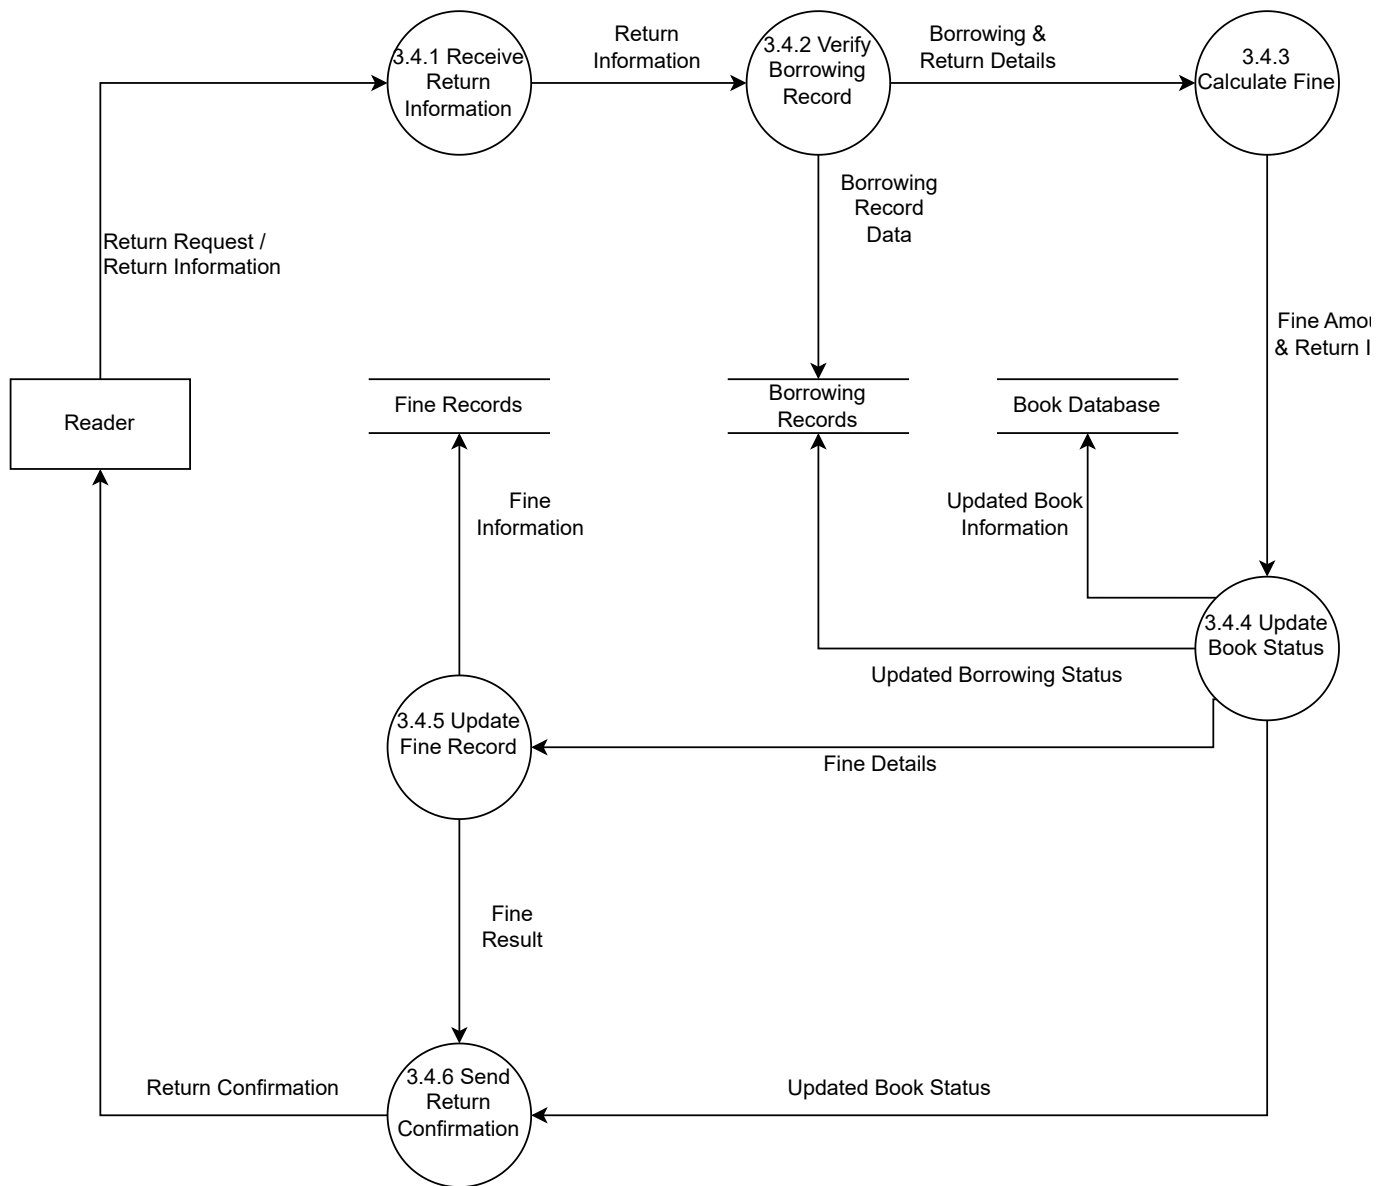 3.4.1 Receive
Return
Information
Return
Information
3.4.2 Verify
Borrowing
Record
Borrowing &
Return Details
3.4.3
Calculate Fine
Borrowing
Record
Data
Return Request /
Return Information
Fine
& Return
Reader
Fine Records
Borrowing
Records
Book Database
Fine
Information
Updated Book
Information
3.4.4 Update
Book Status
Updated Borrowing Status
3.4.5 Update
Fine Record
Fine Details
Fine
Result
3.4.6 Send
Return
Confirmation
Return Confirmation
Updated Book Status